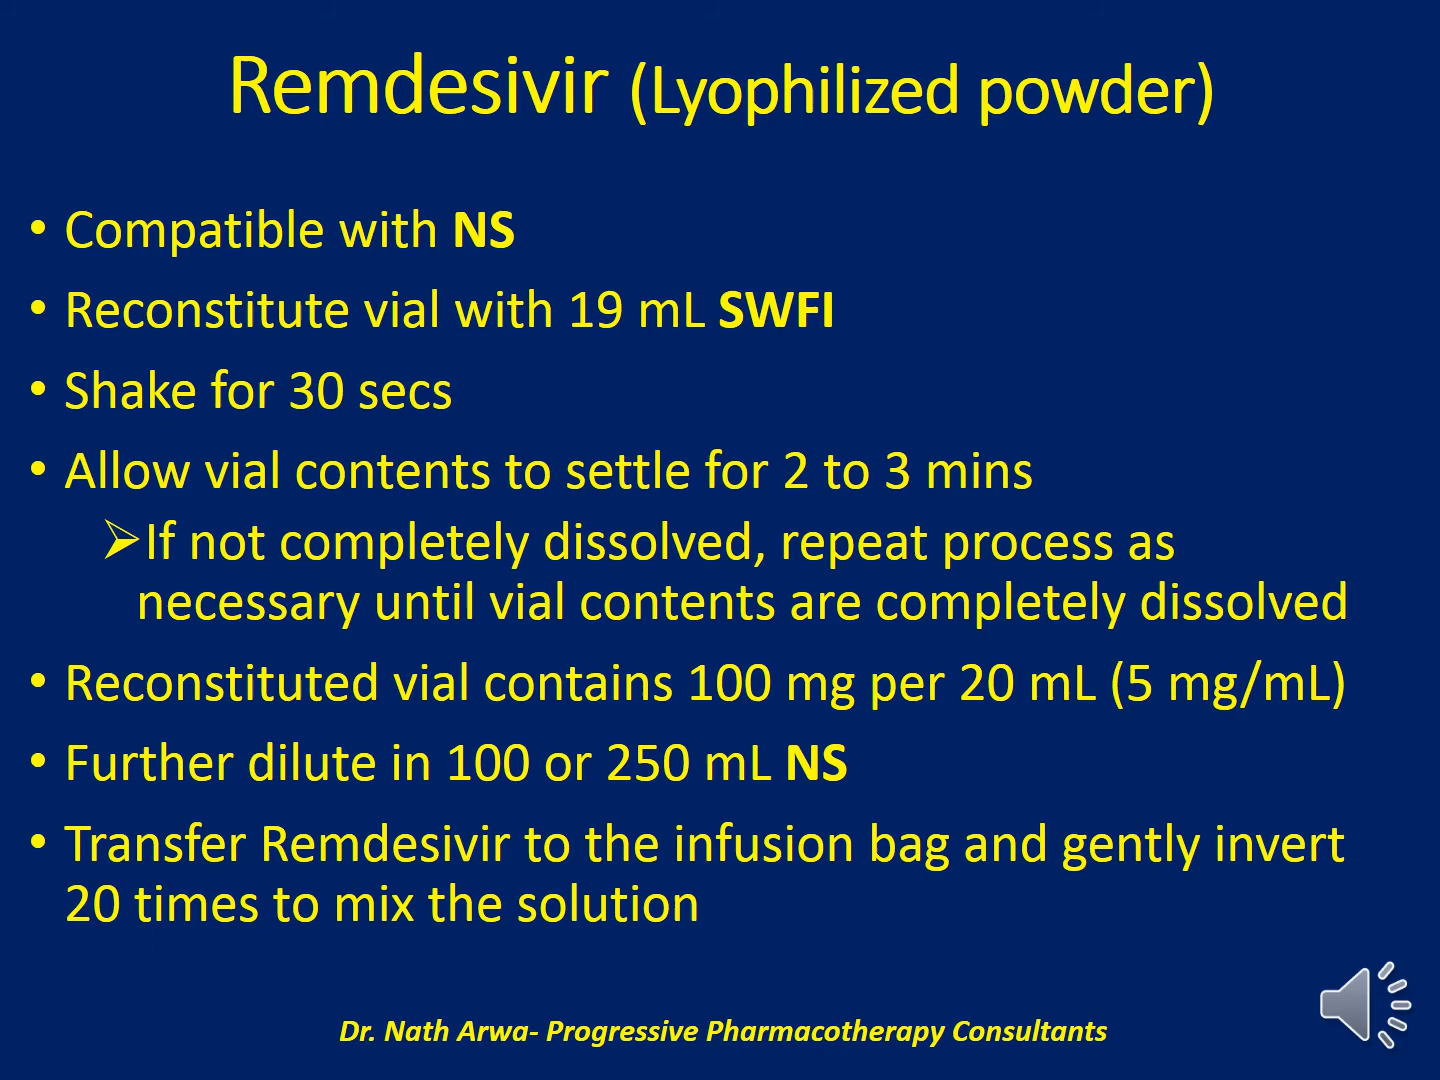 Remdesivir (Lyophilized powder)
• Compatible with NS
• Reconstitute vial with 19 mL SWFI
• Shake for 30 secs
• Allow vial contents to settle for 2 to 3 mins
➢If not completely dissolved, repeat process as
necessary until vial contents are completely dissolved
• Reconstituted vial contains 100 mg per 20 mL (5 mg/mL)
• Further dilute in 100 or 250 mL NS
• Transfer Remdesivir to the infusion bag and gently invert
20 times to mix the solution
Dr. Nath Arwa- Progressive Pharmacotherapy Consultants